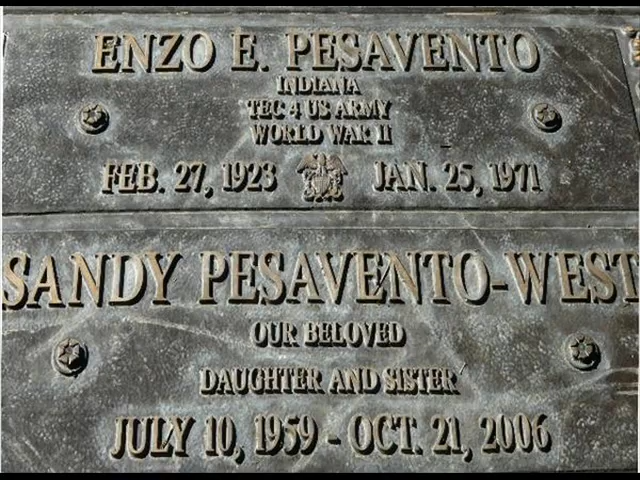 ENZO E. PESAVENTO
INDIANA
TEC 4 US ARMY
WORLD WAR II
FEB. 27, 1923 JAN. 25, 1971
SANDY PESAVENTO-WEST
OUR BELOVED
DAUGHTER AND SISTER
JULY 10, 1959 - OCT. 21, 2006